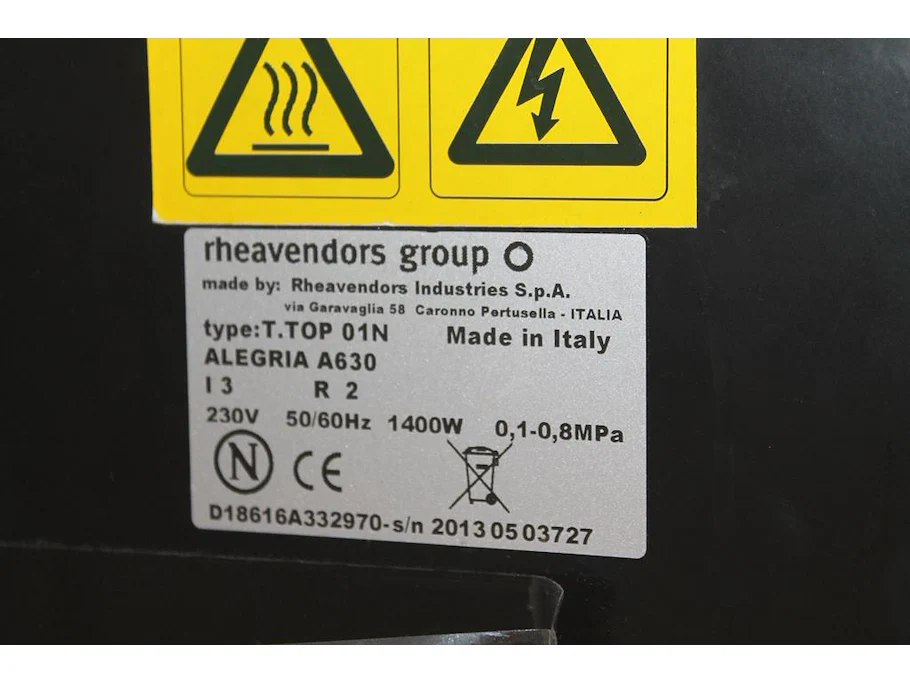 rheavendors group
made by: Rheavendors Industries S.p.A.
via Garavaglia 58 Caronno Pertusella - ITALIA
type:T.TOP 01N Made in Italy
ALEGRIA A630
I 3 R 2
230V 50/60Hz 1400W 0,1-0,8MPa
N CE
D18616A332970-s/n 2013 05 03727